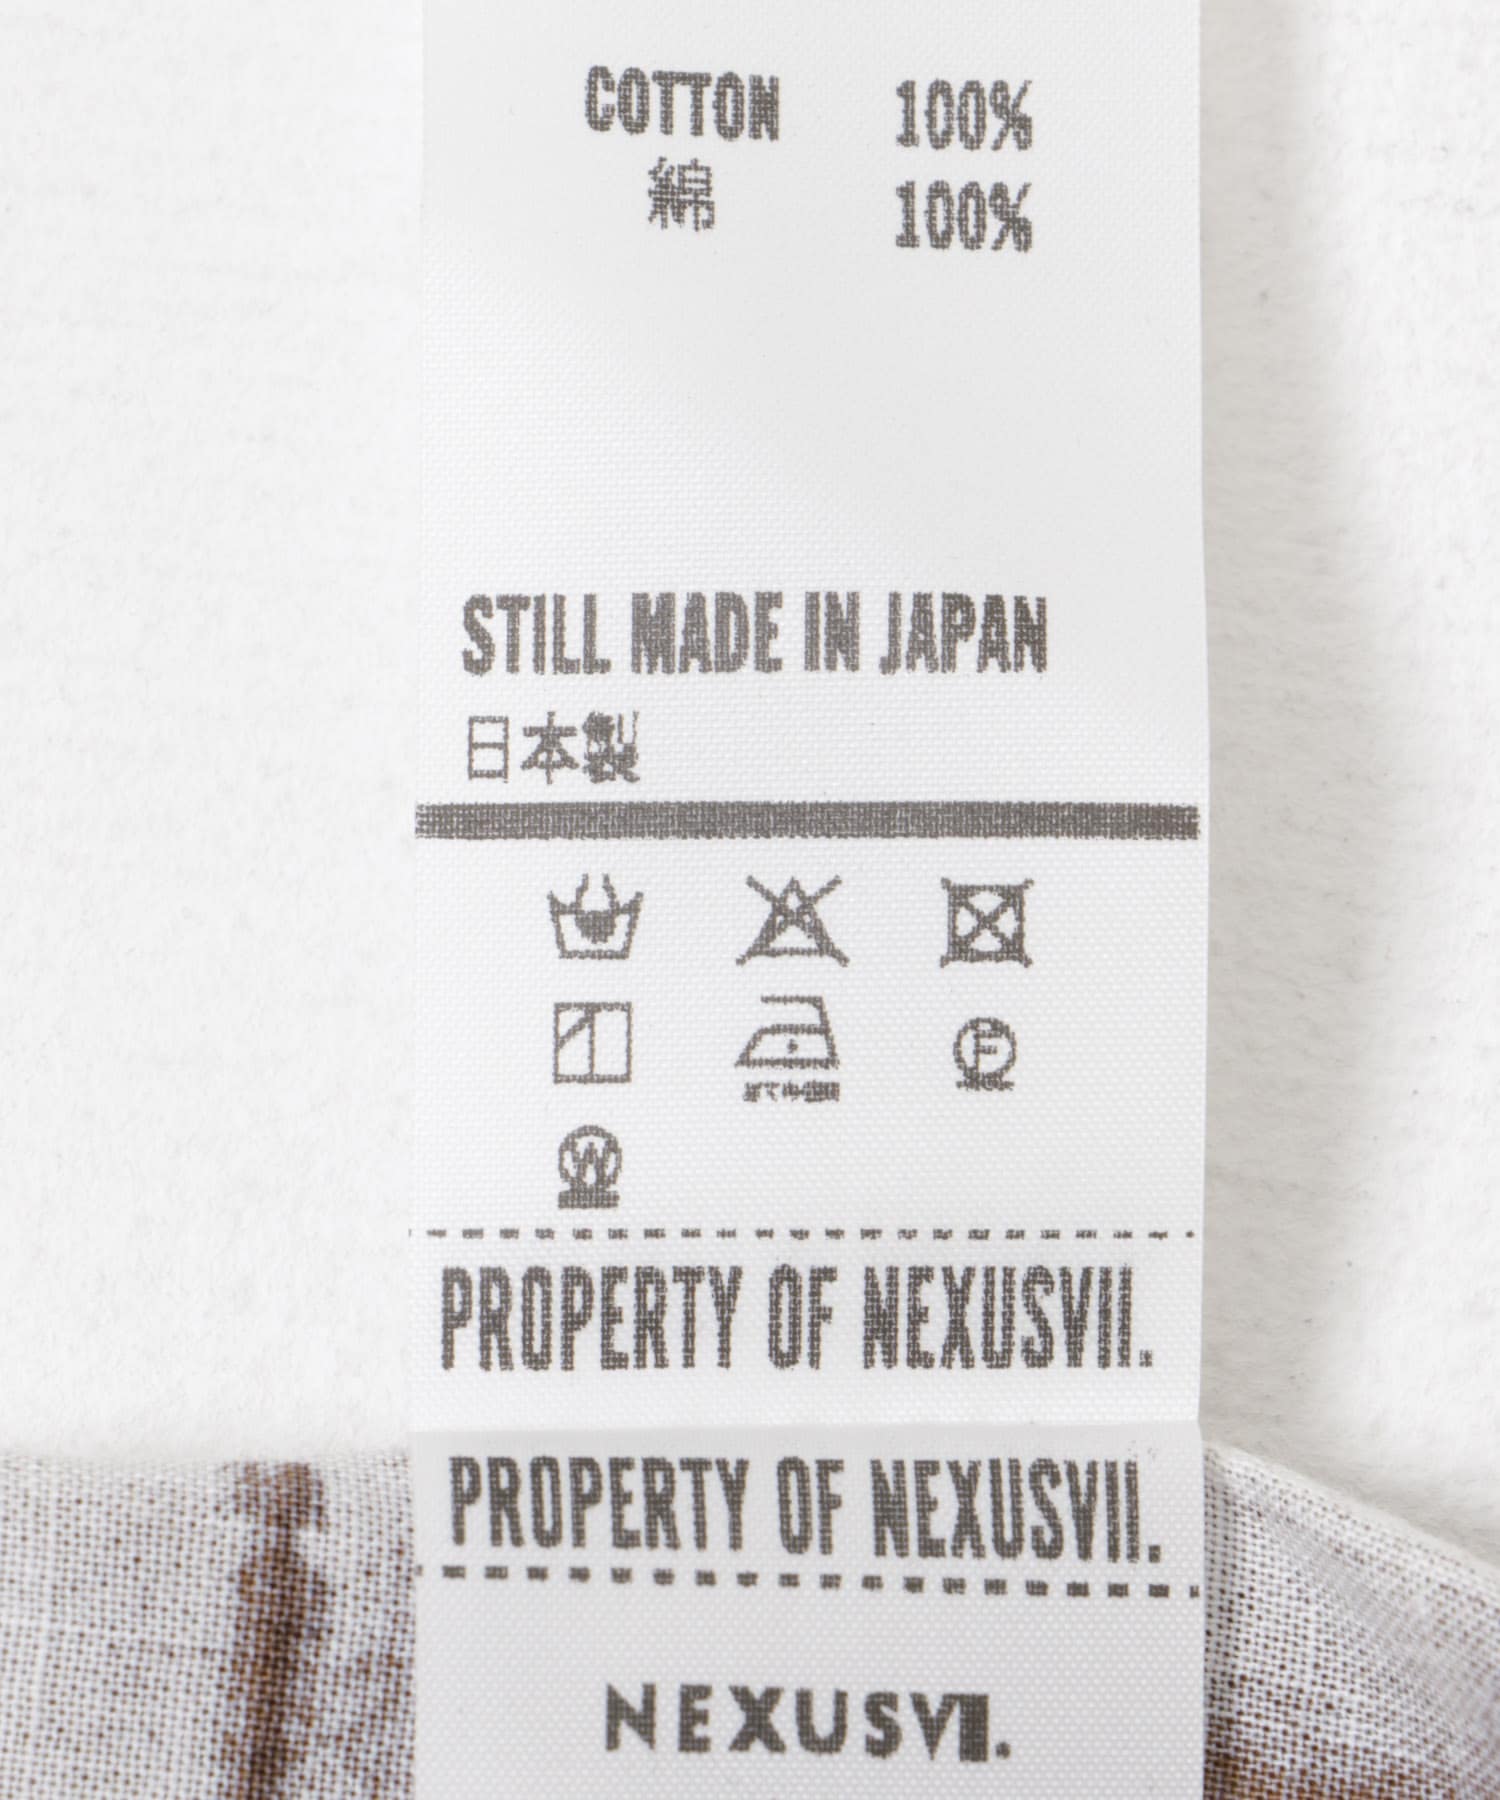 COTTON 100%
綿 100%
STILL MADE IN JAPAN
日本製
F
W
PROPERTY OF NEXUSVII.
PROPERTY OF NEXUSVII.
NEXUSVII.